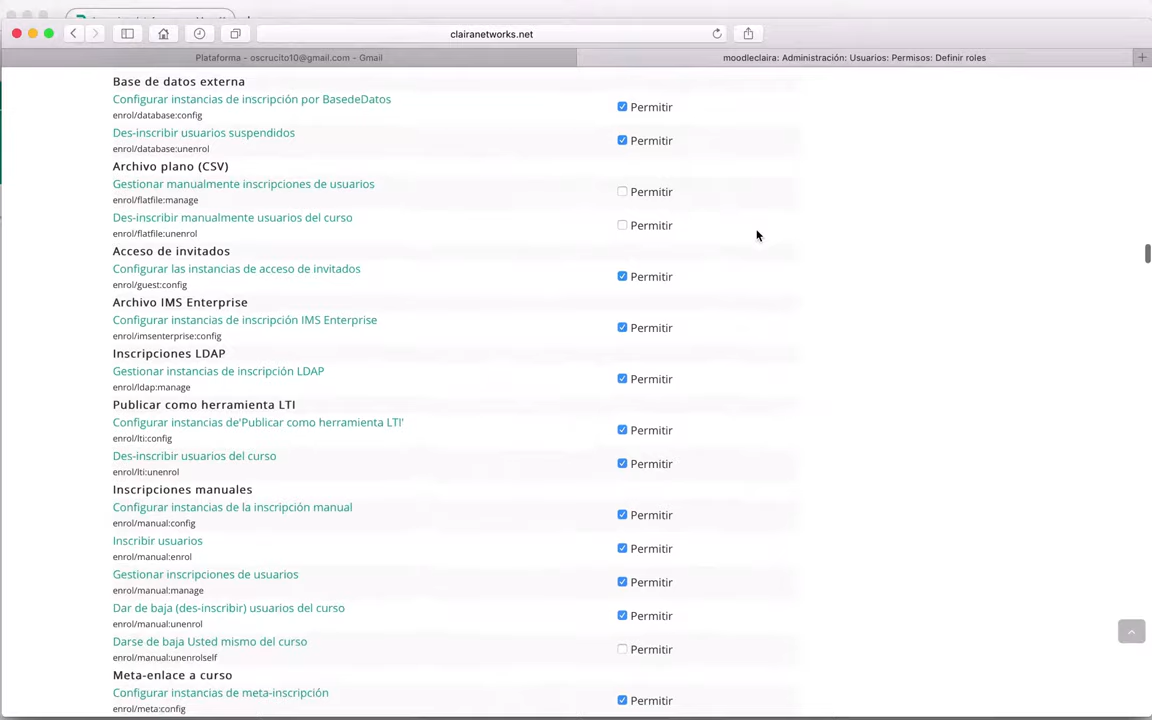 clairanetworks.net
Plataforma - oscrucito10@gmail.com - Gmail
moodleclaira: Administración: Usuarios: Permisos: Definir roles
Base de datos externa
Configurar instancias de inscripción por BasedeDatos
Permitir
enrol/database:config
Des-inscribir usuarios suspendidos
Permitir
enrol/database:unenrol
Archivo plano (CSV)
Gestionar manualmente inscripciones de usuarios
Permitir
enrol/flatfile:manage
Des-inscribir manualmente usuarios del curso
Permitir
enrol/flatfile:unenrol
Acceso de invitados
Configurar las instancias de acceso de invitados
Permitir
enrol/guest:config
Archivo IMS Enterprise
Configurar instancias de inscripción IMS Enterprise
Permitir
enrol/imsenterprise:config
Inscripciones LDAP
Gestionar instancias de inscripción LDAP
Permitir
enrol/ldap:manage
Publicar como herramienta LTI
Configurar instancias de'Publicar como herramienta LTI'
Permitir
enrol/lti:config
Des-inscribir usuarios del curso
Permitir
enrol/lti:unenrol
Inscripciones manuales
Configurar instancias de la inscripción manual
Permitir
enrol/manual:config
Inscribir usuarios
Permitir
enrol/manual:enrol
Gestionar inscripciones de usuarios
Permitir
enrol/manual:manage
Dar de baja (des-inscribir) usuarios del curso
Permitir
enrol/manual:unenrol
Darse de baja Usted mismo del curso
Permitir
enrol/manual:unenrolself
Meta-enlace a curso
Configurar instancias de meta-inscripción
Permitir
enrol/meta:config